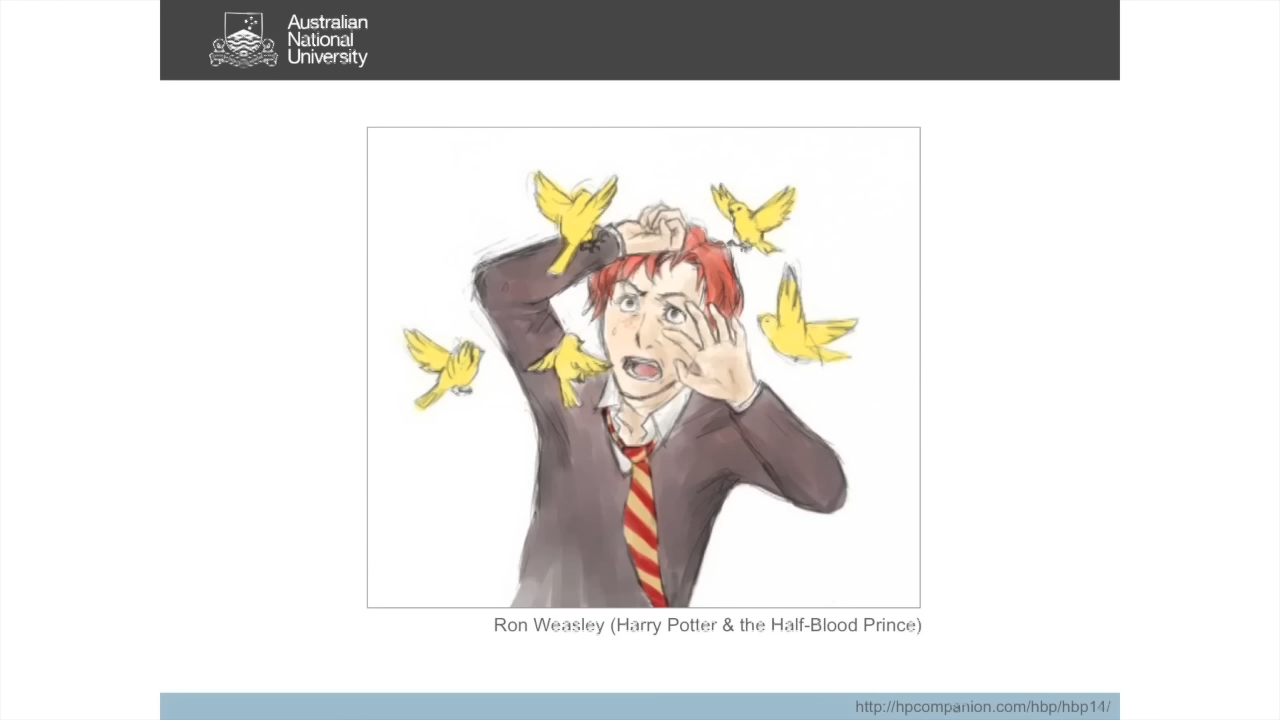 Australian
National
University
Ron Weasley (Harry Potter & the Half-Blood Prince)
http://hpcompanion.com/hbp/hbp14/